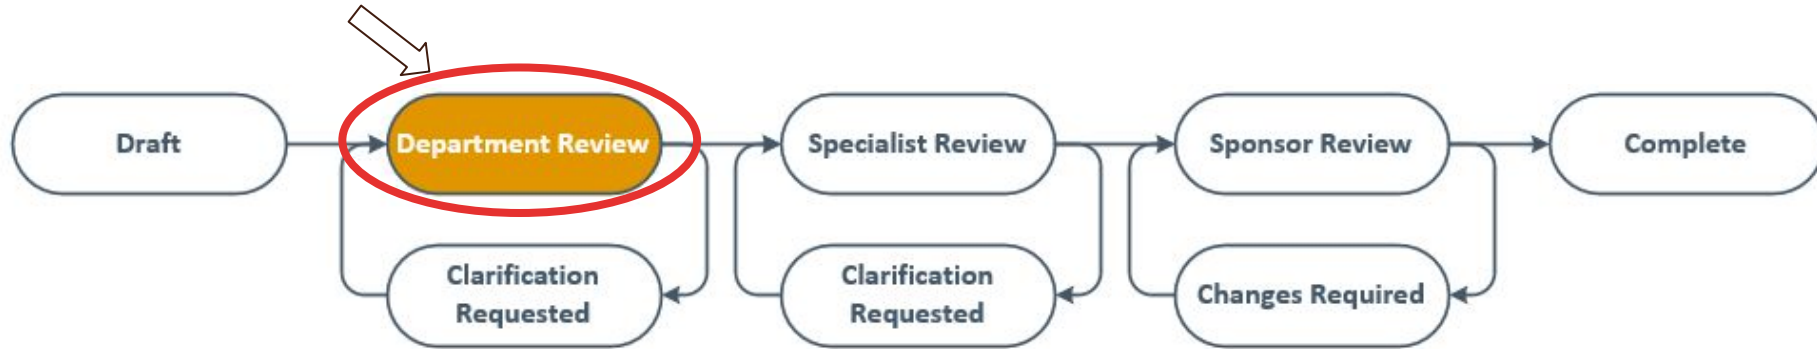 Draft
Department Review
Specialist Review
Sponsor Review
Complete
Clarification
Requested
Clarification
Requested
Changes Required